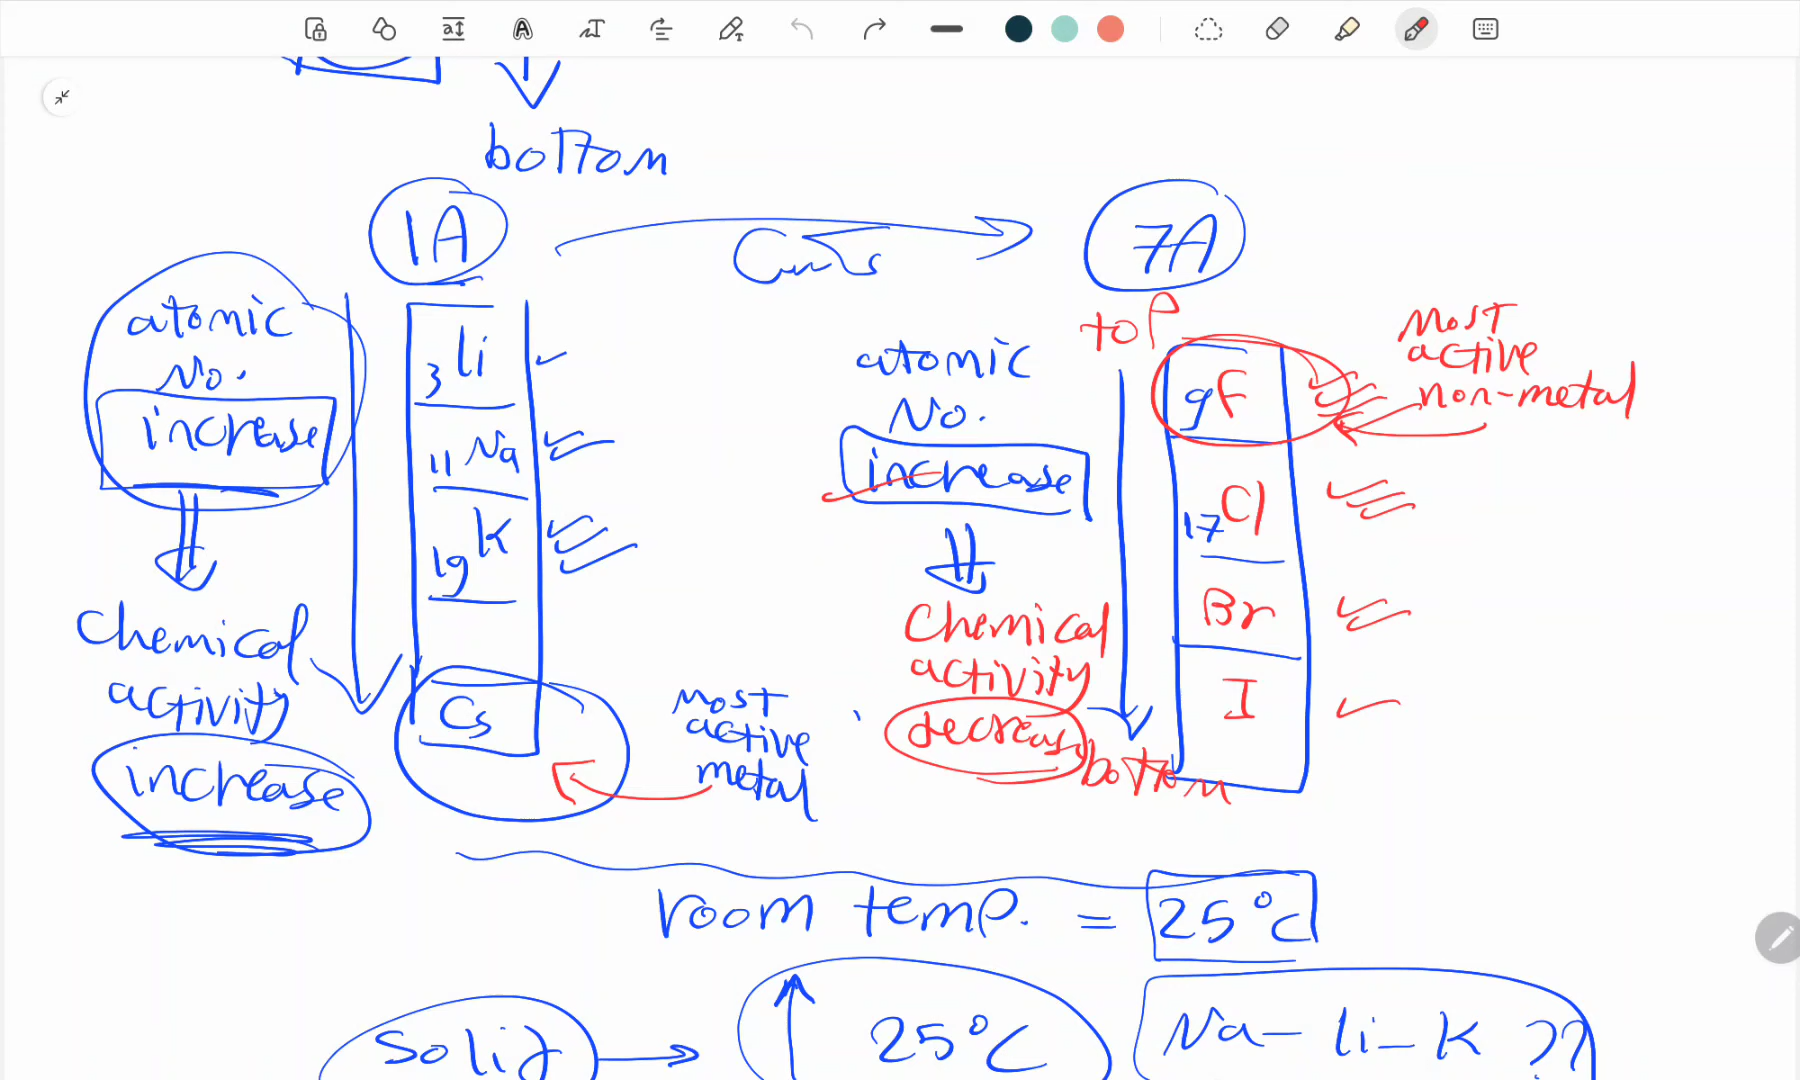 bottom
1A
7A
atomic
No.
increase
chemical
activity
increase
3 Li
11 Na
19 K
Cs
Most
active
metal
atomic
No.
increase
Chemical
activity
top
9 F
17 Cl
Br
I
bottom
Most
active
non-metal
room temp. = 25°C
Solid → ↑ 25°C
Na - Li - K ??